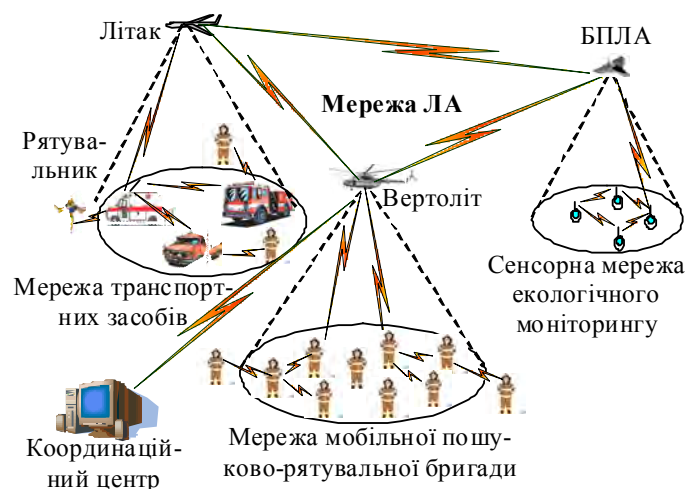 Літак
БПЛА
Мережа ЛА
Рятува-
льник
Вертоліт
Мережа транспорт-
них засобів
Сенсорна мережа
екологічного
моніторингу
Координацій-
ний центр
Мережа мобільної пошу-
ково-рятувальної бригади